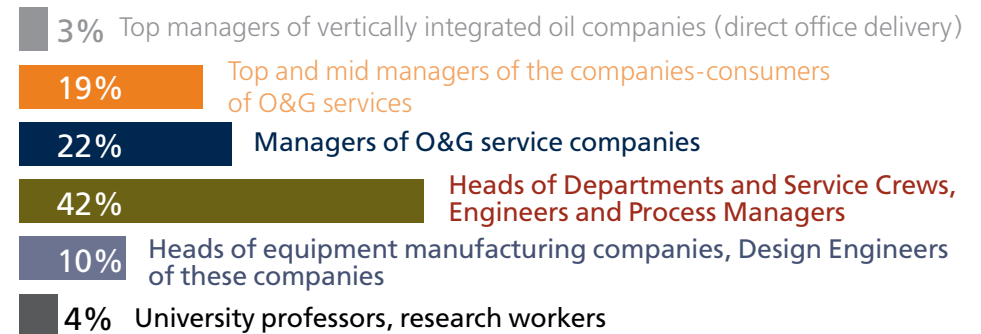 3% Top managers of vertically integrated oil companies (direct office delivery)
19% Top and mid managers of the companies-consumers
of O&G services
22% Managers of O&G service companies
42% Heads of Departments and Service Crews,
Engineers and Process Managers
10% Heads of equipment manufacturing companies, Design Engineers
of these companies
4% University professors, research workers